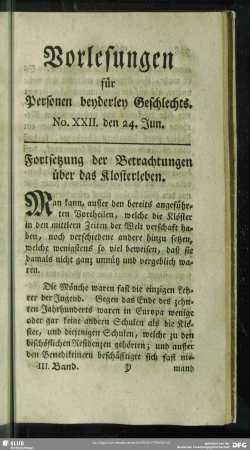 Vorlesungen
für
Personen beyderley Geschlechts.
No. XXII. den 24. Jun.
Fortsetzung der Betrachtungen
über das Klosterleben.
Man kann, ausser den bereits angeführ-
ten Vortheilen, welche die Klöster
in den mittlern Zeiten der Welt verschaft ha-
ben, noch verschiedene andere hinzu setzen,
welche wenigstens so viel beweisen, daß sie
damals nicht ganz unnütz und vergeblich wa-
ren.
Die Mönche waren fast die einzigen Leh-
rer der Jugend. Gegen das Ende des zehn-
ten Jahrhunderts waren in Europa wenige
oder gar keine andern Schulen als die Klö-
ster, und diejenigen Schulen, welche zu den
bischöflichen Residenzen gehörten; und ausser
den Benediktinern beschäftigte sich fast nie-
III. Band. Y mand
SLUB
DFG